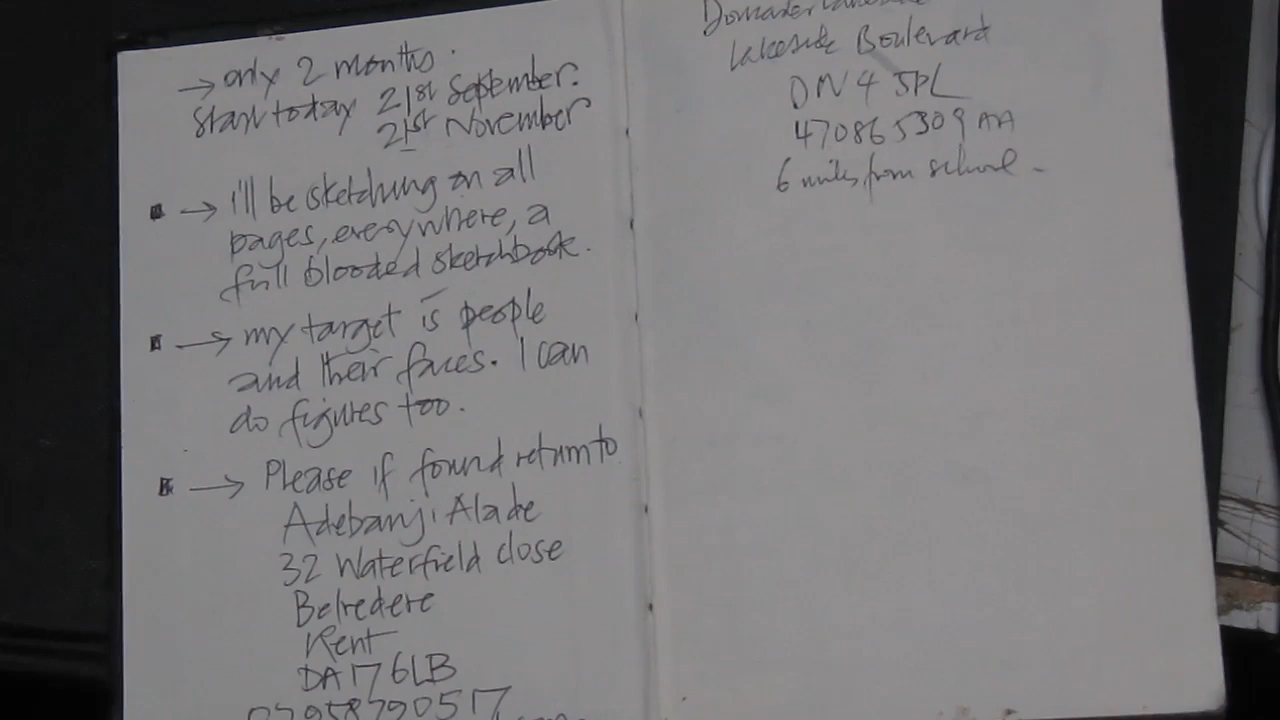 → only 2 months.
Start today 21st September.
21st November
→ i'll be sketching on all
pages, everywhere, a
full blooded sketchbook.
→ my target is people
and their faces. I can
do figures too.
→ Please if found return to
Adebanji Alade
32 Waterfield close
Belvedere
Kent
DA17 6LB
07958790517
Lakeside Boulevard
DN4 5PL
470865309 AA
6 miles from school.